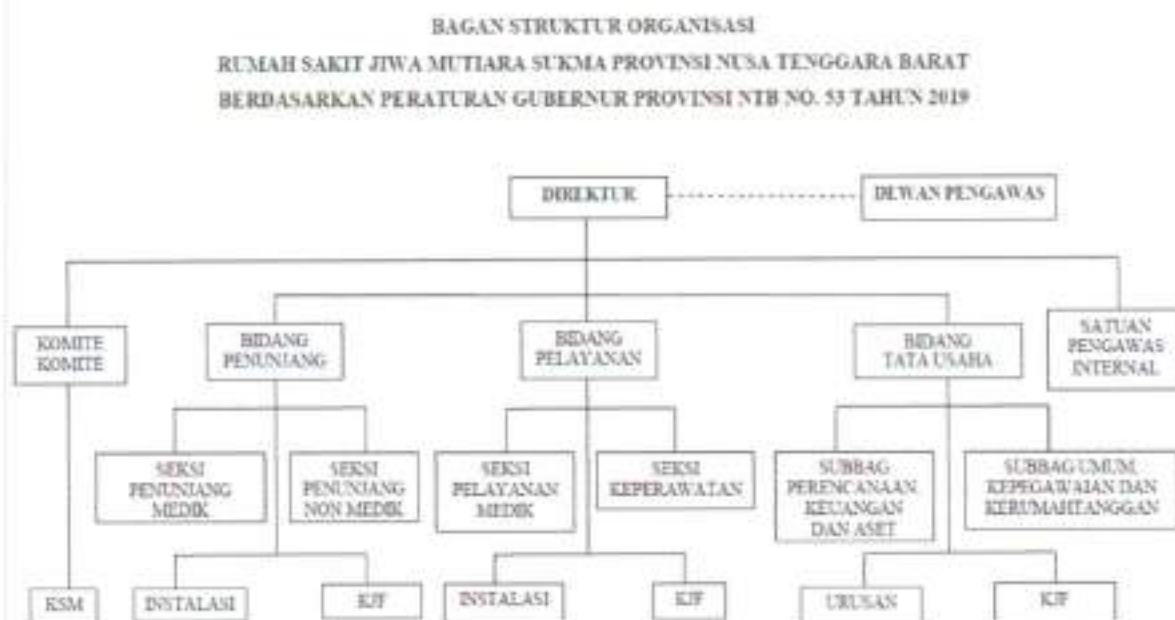 BAGAN STRUKTUR ORGANISASI
RUMAH SAKIT JIWA MUTIARA SUKMA PROVINSI NUSA TENGGARA BARAT
BERDASARKAN PERATURAN GUBERNUR PROVINSI NTB NO. 53 TAHUN 2019
DIREKTUR
DEWAN PENGAWAS
KOMITE
KOMITE
BIDANG
PENUNJANG
BIDANG
PELAYANAN
BIDANG
TATA USAHA
SATUAN
PENGAWAS
INTERNAL
SEKSI
PENUNJANG
MEDIK
SEKSI
PENUNJANG
NON MEDIK
SEKSI
PELAYANAN
MEDIK
SEKSI
KEPERAWATAN
SUBBAG
PERENCANAAN
KEUANGAN
DAN ASET
SUBBAG UMUM,
KEPEGAWAIAN DAN
KERUMAHTANGGAN
KSM
INSTALASI
KJF
INSTALASI
KJF
URUSAN
KJF